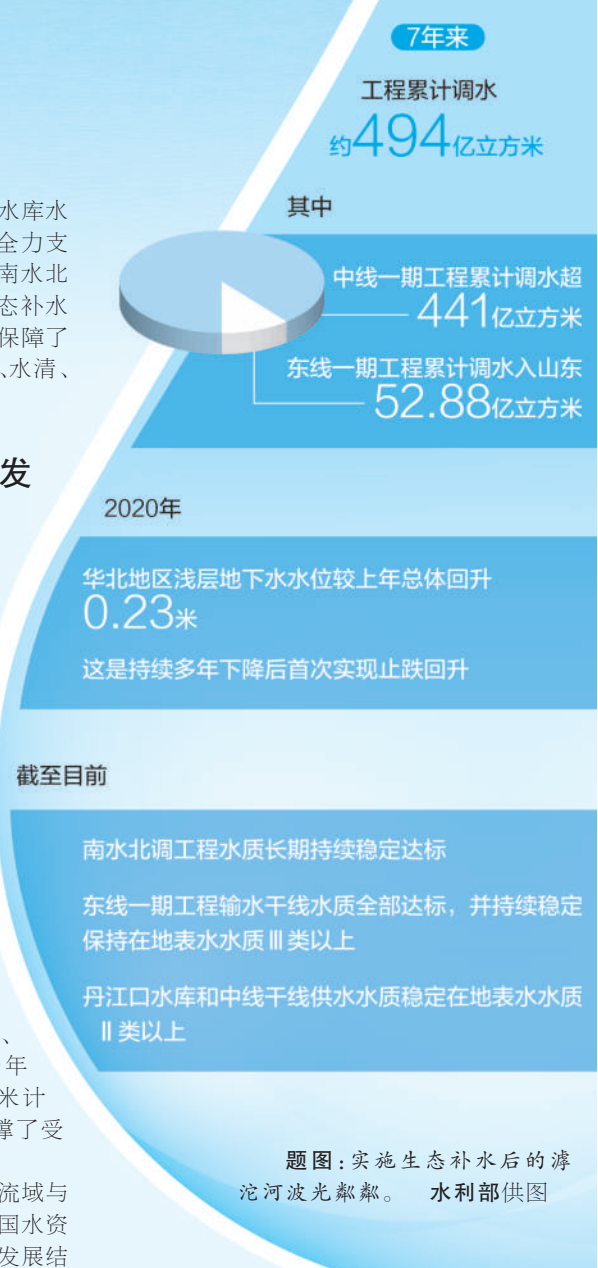 7年来
工程累计调水
约494亿立方米
其中
中线一期工程累计调水超
441亿立方米
东线一期工程累计调水入山东
52.88亿立方米
2020年
华北地区浅层地下水水位较上年总体回升
0.23米
这是持续多年下降后首次实现止跌回升
截至目前
南水北调工程水质长期持续稳定达标
东线一期工程输水干线水质全部达标，并持续稳定
保持在地表水水质Ⅲ类以上
丹江口水库和中线干线供水水质稳定在地表水水质
Ⅱ类以上
题图：实施生态补水后的滹
沱河波光粼粼。 水利部供图
水库水
全力支
南水北
态补水
保障了
、水清、
发
、
年
米计
撑了受
流域与
国水资
发展结